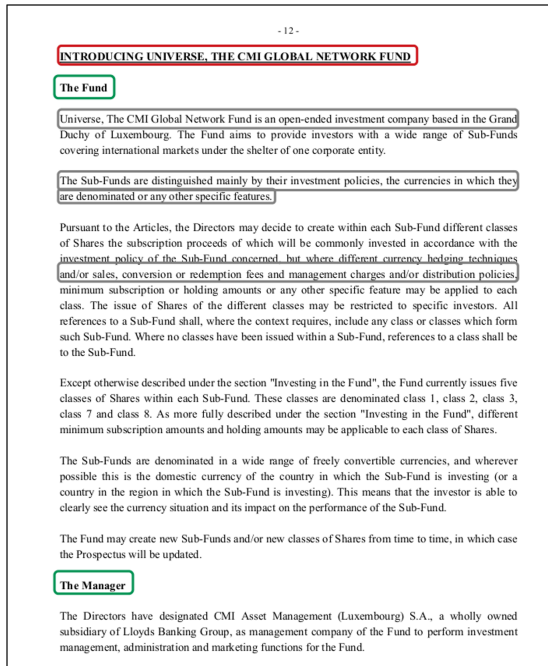 - 12 -
INTRODUCING UNIVERSE, THE CMI GLOBAL NETWORK FUND
The Fund
Universe, The CMI Global Network Fund is an open-ended investment company based in the Grand
Duchy of Luxembourg. The Fund aims to provide investors with a wide range of Sub-Funds
covering international markets under the shelter of one corporate entity.
The Sub-Funds are distinguished mainly by their investment policies, the currencies in which they
are denominated or any other specific features.
Pursuant to the Articles, the Directors may decide to create within each Sub-Fund different classes
of Shares the subscription proceeds of which will be commonly invested in accordance with the
investment policy of the Sub-Fund concerned, but where different currency hedging techniques
and/or sales, conversion or redemption fees and management charges and/or distribution policies,
minimum subscription or holding amounts or any other specific feature may be applied to each
class. The issue of Shares of the different classes may be restricted to specific investors. All
references to a Sub-Fund shall, where the context requires, include any class or classes which form
such Sub-Fund. Where no classes have been issued within a Sub-Fund, references to a class shall be
to the Sub-Fund.
Except otherwise described under the section "Investing in the Fund", the Fund currently issues five
classes of Shares within each Sub-Fund. These classes are denominated class 1, class 2, class 3,
class 7 and class 8. As more fully described under the section "Investing in the Fund", different
minimum subscription amounts and holding amounts may be applicable to each class of Shares.
The Sub-Funds are denominated in a wide range of freely convertible currencies, and wherever
possible this is the domestic currency of the country in which the Sub-Fund is investing (or a
country in the region in which the Sub-Fund is investing). This means that the investor is able to
clearly see the currency situation and its impact on the performance of the Sub-Fund.
The Fund may create new Sub-Funds and/or new classes of Shares from time to time, in which case
the Prospectus will be updated.
The Manager
The Directors have designated CMI Asset Management (Luxembourg) S.A., a wholly owned
subsidiary of Lloyds Banking Group, as management company of the Fund to perform investment
management, administration and marketing functions for the Fund.